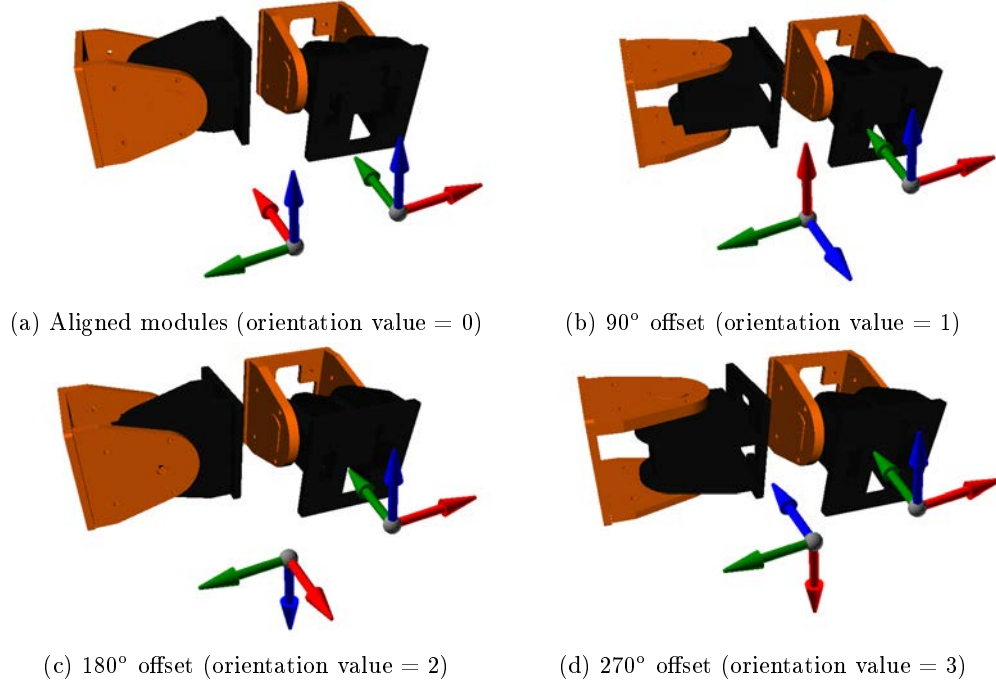 (a) Aligned modules (orientation value = 0)
(b) 90° offset (orientation value = 1)
(c) 180° offset (orientation value = 2)
(d) 270° offset (orientation value = 3)